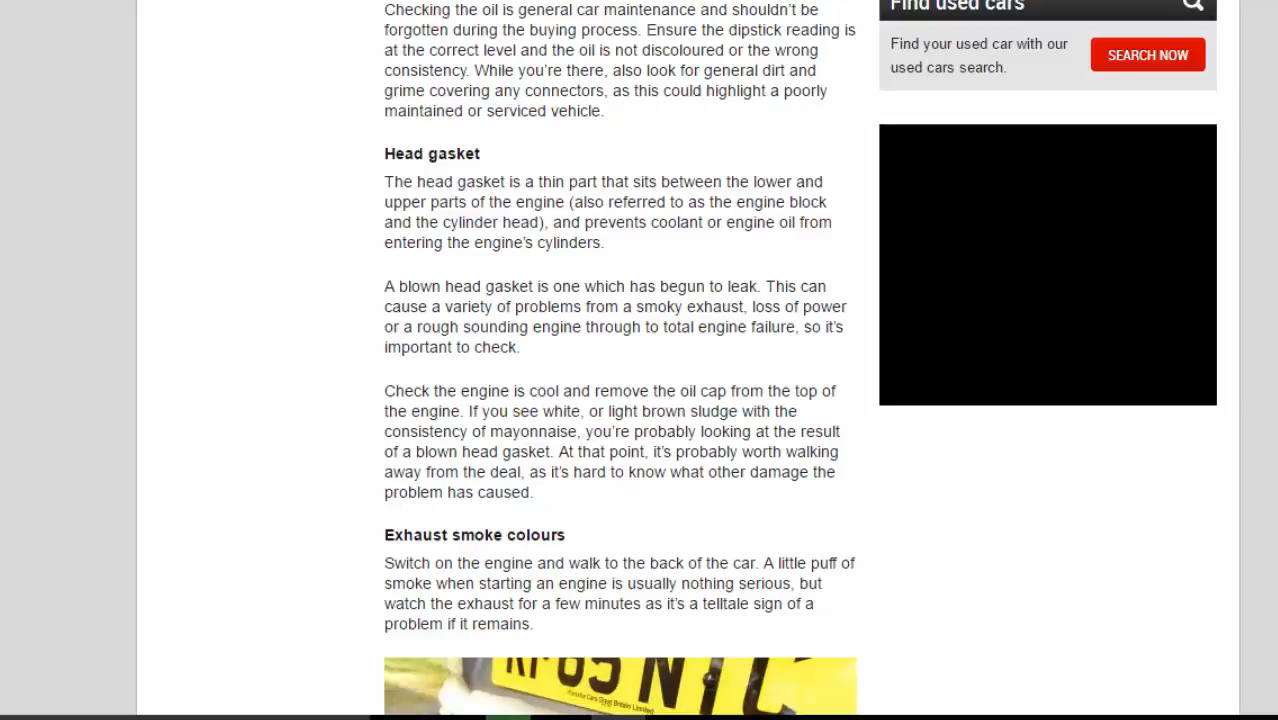 Checking the oil is general car maintenance and shouldn't be
forgotten during the buying process. Ensure the dipstick reading is
at the correct level and the oil is not discoloured or the wrong
consistency. While you're there, also look for general dirt and
grime covering any connectors, as this could highlight a poorly
maintained or serviced vehicle.
Head gasket
The head gasket is a thin part that sits between the lower and
upper parts of the engine (also referred to as the engine block
and the cylinder head), and prevents coolant or engine oil from
entering the engine's cylinders.
A blown head gasket is one which has begun to leak. This can
cause a variety of problems from a smoky exhaust, loss of power
or a rough sounding engine through to total engine failure, so it's
important to check.
Check the engine is cool and remove the oil cap from the top of
the engine. If you see white, or light brown sludge with the
consistency of mayonnaise, you're probably looking at the result
of a blown head gasket. At that point, it's probably worth walking
away from the deal, as it's hard to know what other damage the
problem has caused.
Exhaust smoke colours
Switch on the engine and walk to the back of the car. A little puff of
smoke when starting an engine is usually nothing serious, but
watch the exhaust for a few minutes as it's a telltale sign of a
problem if it remains.
Porsche Cars Great Britain Limited
Find used cars
Find your used car with our
used cars search.
SEARCH NOW